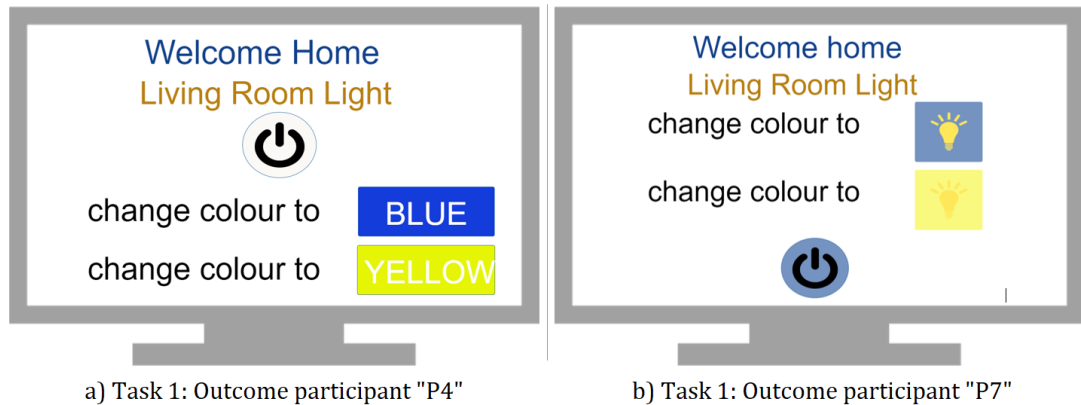 Welcome Home
Living Room Light
change colour to BLUE
change colour to YELLOW
a) Task 1: Outcome participant "P4"
Welcome home
Living Room Light
change colour to
change colour to
b) Task 1: Outcome participant "P7"